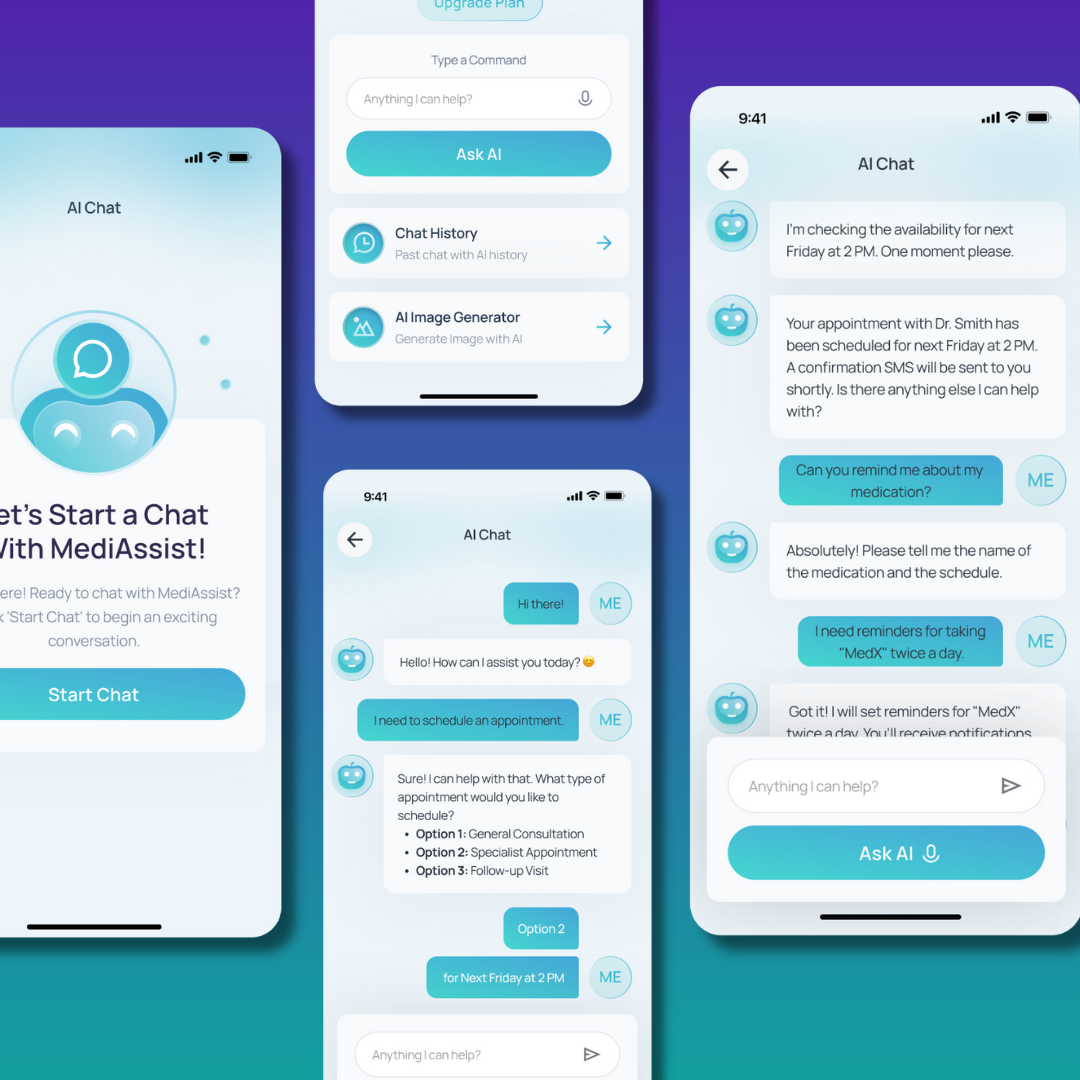 AI Chat
et's Start a Chat
ith MediAssist!
ere! Ready to chat with MediAssist?
'Start Chat' to begin an exciting
conversation.
Start Chat
Upgrade Plan
Type a Command
Anything I can help?
Ask AI
Chat History
Past chat with AI history
AI Image Generator
Generate Image with AI
9:41
AI Chat
Hi there!
ME
Hello! How can I assist you today? 😊
I need to schedule an appointment.
ME
Sure! I can help with that. What type of
appointment would you like to
schedule?
• Option 1: General Consultation
• Option 2: Specialist Appointment
• Option 3: Follow-up Visit
Option 2
for Next Friday at 2 PM
ME
Anything I can help?
9:41
AI Chat
I'm checking the availability for next
Friday at 2 PM. One moment please.
Your appointment with Dr. Smith has
been scheduled for next Friday at 2 PM.
A confirmation SMS will be sent to you
shortly. Is there anything else I can help
with?
Can you remind me about my
medication?
ME
Absolutely! Please tell me the name of
the medication and the schedule.
I need reminders for taking
"MedX" twice a day.
ME
Got it! I will set reminders for "MedX"
twice a day. You'll receive notifications
Anything I can help?
Ask AI